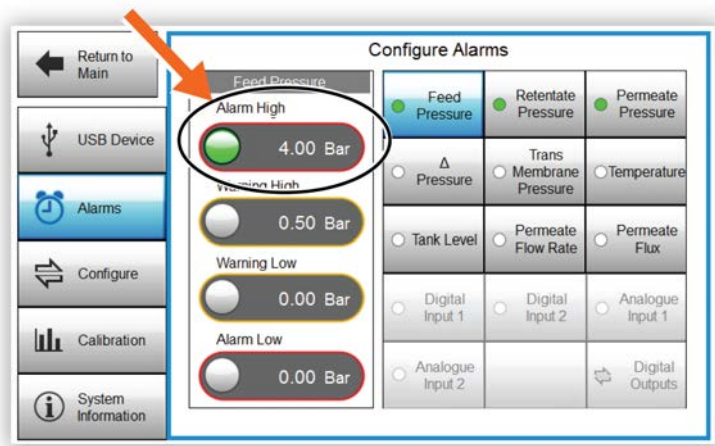 Configure Alarms
Return to
Main
USB Device
Alarms
Configure
Calibration
System
Information
Feed Pressure
Alarm High
4.00 Bar
Warning High
0.50 Bar
Warning Low
0.00 Bar
Alarm Low
0.00 Bar
Feed
Pressure
Retentate
Pressure
Permeate
Pressure
Δ
Pressure
Trans
Membrane
Pressure
Temperature
Tank Level
Permeate
Flow Rate
Permeate
Flux
Digital
Input 1
Digital
Input 2
Analogue
Input 1
Analogue
Input 2
Digital
Outputs